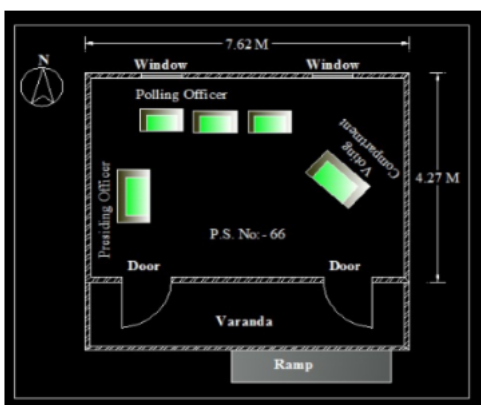 7.62 M
N
Window
Window
Polling Officer
Voting
Compartment
4.27 M
Presiding Officer
P.S. No:- 66
Door
Door
Varanda
Ramp